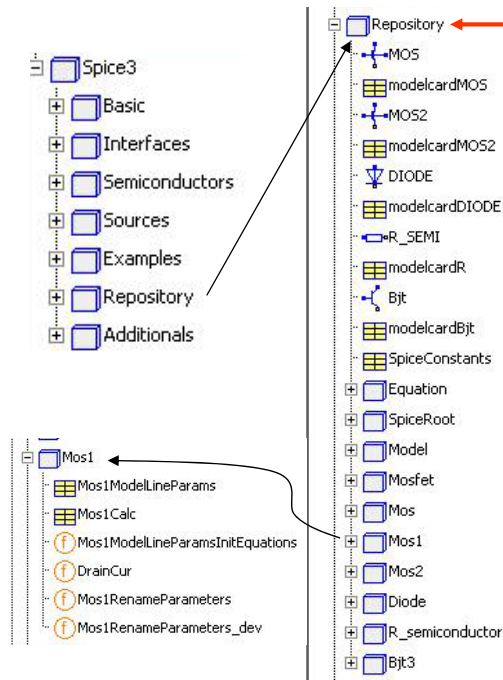 Spice3
Basic
Interfaces
Semiconductors
Sources
Examples
Repository
Additionals
Mos1
Mos1ModelLineParams
Mos1Calc
Mos1ModelLineParamsInitEquations
DrainCur
Mos1RenameParameters
Mos1RenameParameters_dev
Repository
MOS
modelcardMOS
MOS2
modelcardMOS2
DIODE
modelcardDIODE
R_SEMI
modelcardR
Bjt
modelcardBjt
SpiceConstants
Equation
SpiceRoot
Model
Mosfet
Mos
Mos1
Mos2
Diode
R_semiconductor
Bjt3